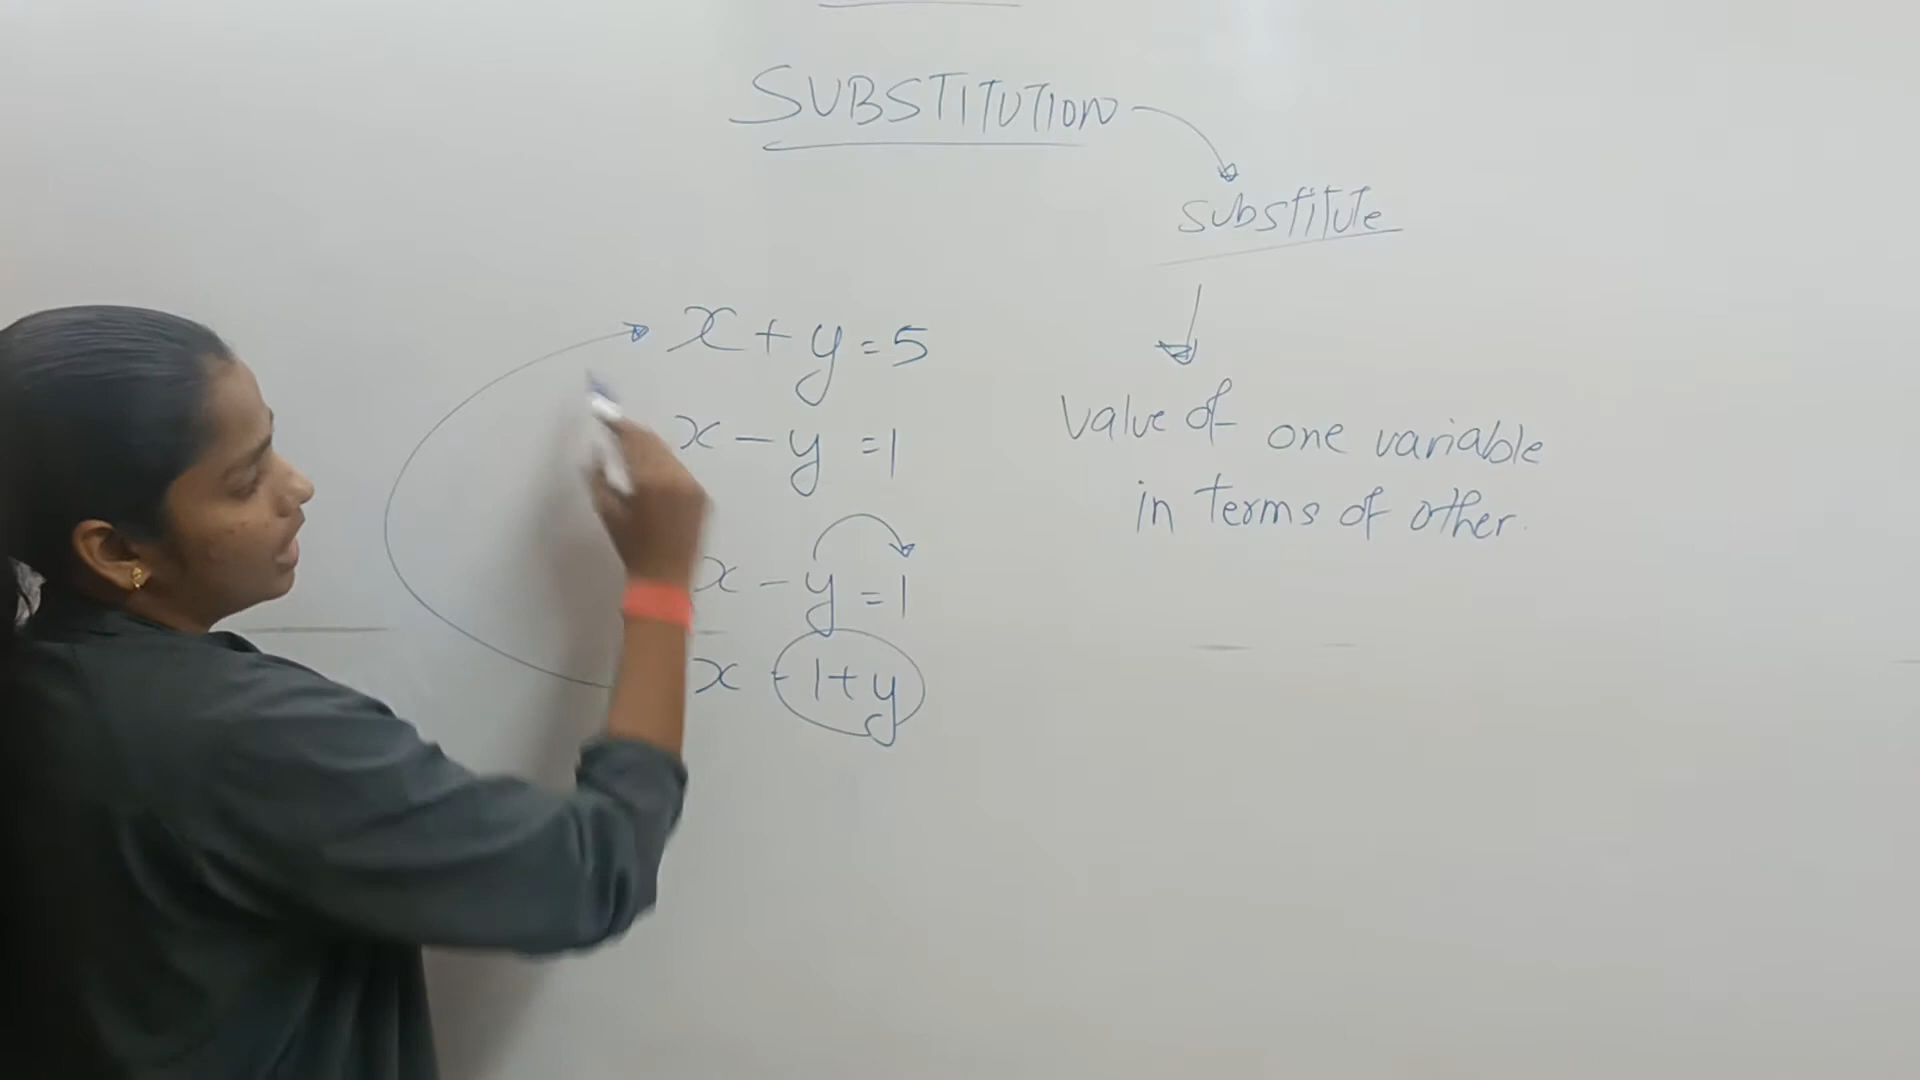 SUBSTITUTION
substitute
x + y = 5
x - y = 1
value of one variable
in terms of other.
x - y = 1
x = 1 + y